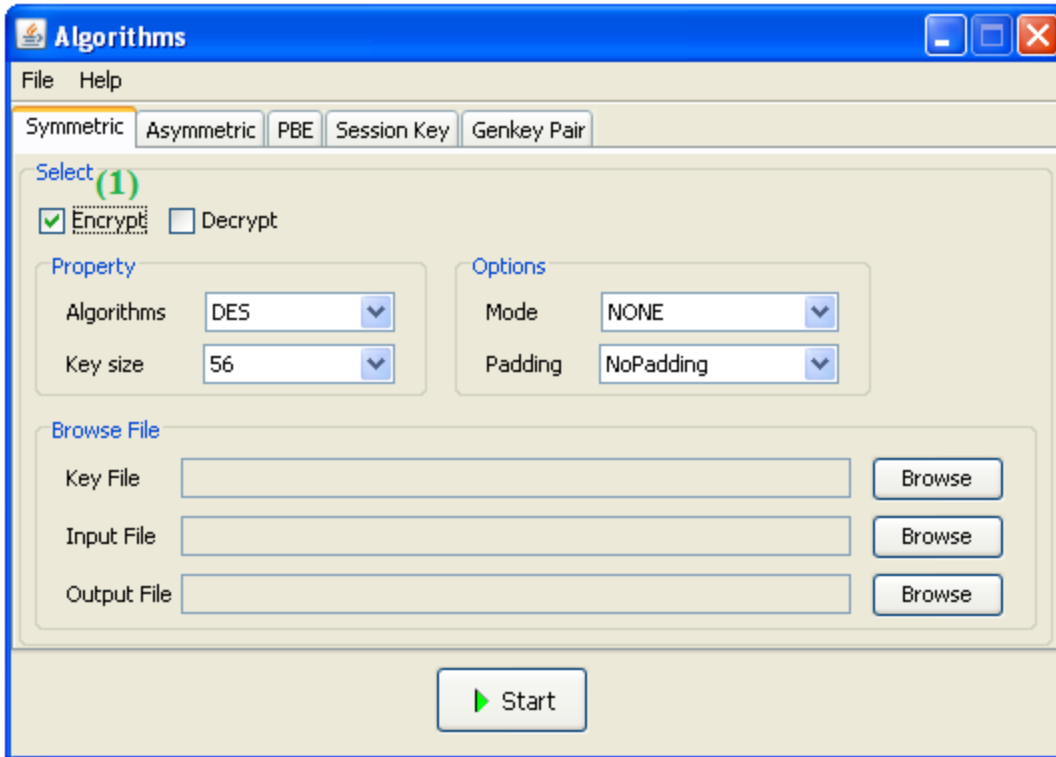 Algorithms
File Help
Symmetric Asymmetric PBE Session Key Genkey Pair
Select (1)
Encrypt Decrypt
Property Options
Algorithms DES Mode NONE
Key size 56 Padding NoPadding
Browse File
Key File Browse
Input File Browse
Output File Browse
Start